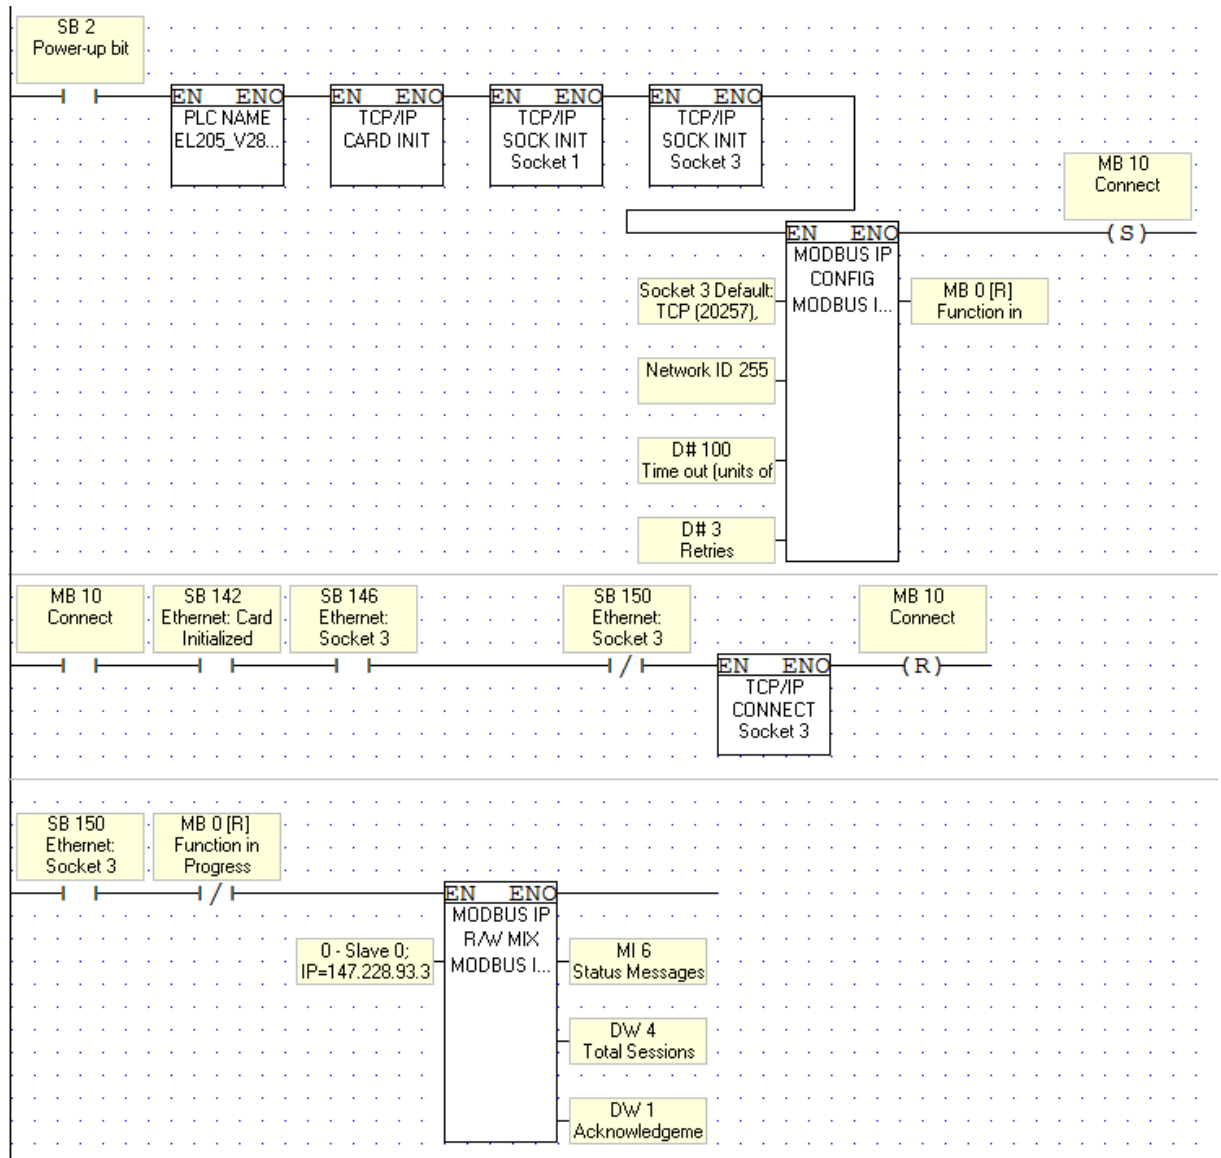 SB 2
Power-up bit
EN ENO
PLC NAME
EL205_V28...
EN ENO
TCP/IP
CARD INIT
EN ENO
TCP/IP
SOCK INIT
Socket 1
EN ENO
TCP/IP
SOCK INIT
Socket 3
MB 10
Connect
(S)
EN ENO
MODBUS IP
CONFIG
MODBUS I...
Socket 3 Default:
TCP (20257),
MB 0 [R]
Function in
Network ID 255
D# 100
Time out (units of
D# 3
Retries
MB 10
Connect
SB 142
Ethernet: Card
Initialized
SB 146
Ethernet:
Socket 3
SB 150
Ethernet:
Socket 3
MB 10
Connect
EN ENO
TCP/IP
CONNECT
Socket 3
(R)
SB 150
Ethernet:
Socket 3
MB 0 [R]
Function in
Progress
EN ENO
MODBUS IP
R/W MIX
MODBUS I...
0 - Slave 0;
IP=147.228.93.3
MI 6
Status Messages
DW 4
Total Sessions
DW 1
Acknowledgeme